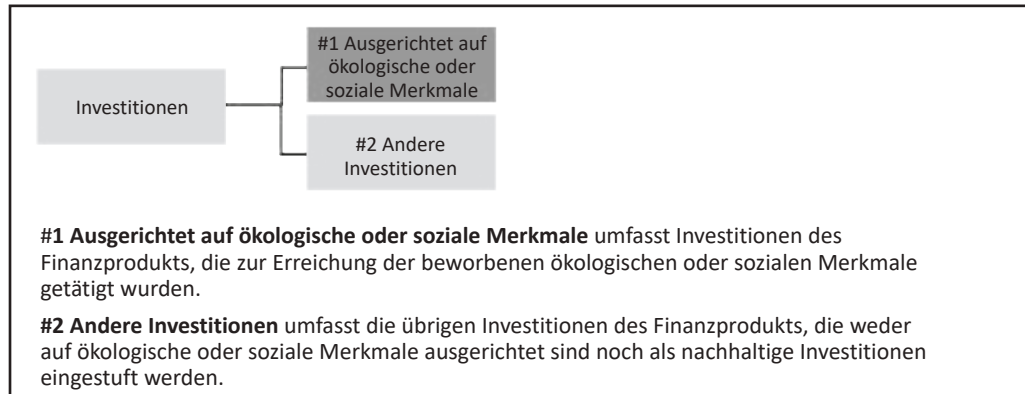 #1 Ausgerichtet auf
ökologische oder
soziale Merkmale
Investitionen
#2 Andere
Investitionen
#1 Ausgerichtet auf ökologische oder soziale Merkmale umfasst Investitionen des
Finanzprodukts, die zur Erreichung der beworbenen ökologischen oder sozialen Merkmale
getätigt wurden.
#2 Andere Investitionen umfasst die übrigen Investitionen des Finanzprodukts, die weder
auf ökologische oder soziale Merkmale ausgerichtet sind noch als nachhaltige Investitionen
eingestuft werden.